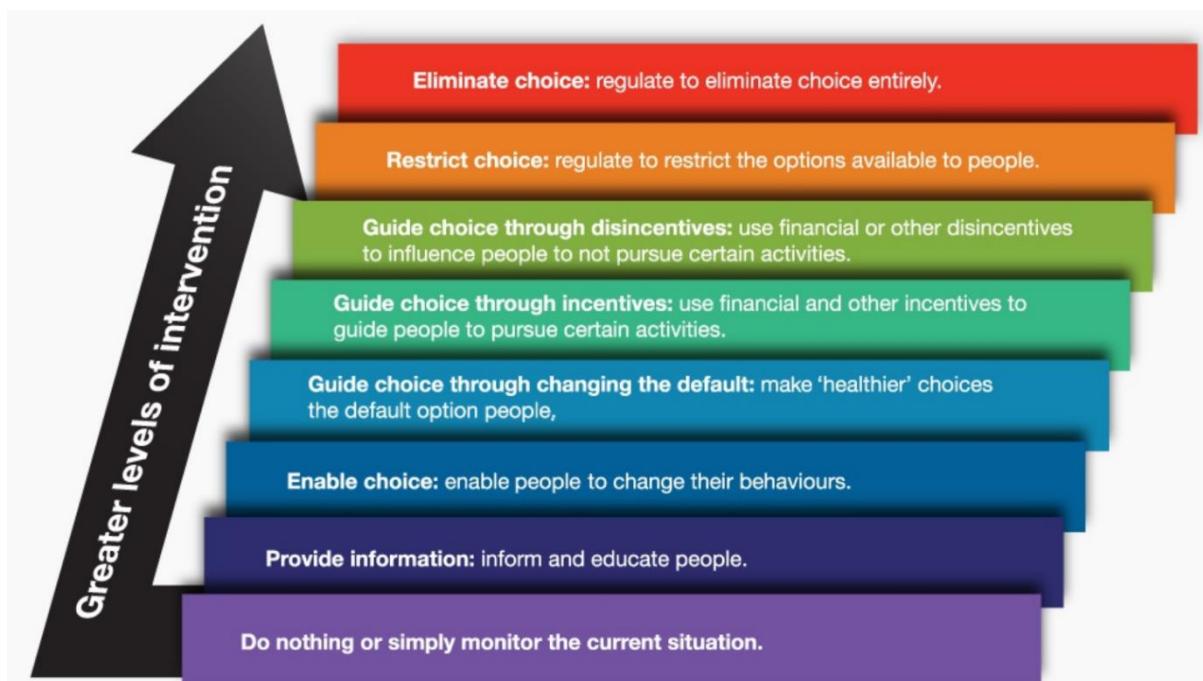 Greater levels of intervention
Eliminate choice: regulate to eliminate choice entirely.
Restrict choice: regulate to restrict the options available to people.
Guide choice through disincentives: use financial or other disincentives
to influence people to not pursue certain activities.
Guide choice through incentives: use financial and other incentives to
guide people to pursue certain activities.
Guide choice through changing the default: make ‘healthier’ choices
the default option people,
Enable choice: enable people to change their behaviours.
Provide information: inform and educate people.
Do nothing or simply monitor the current situation.